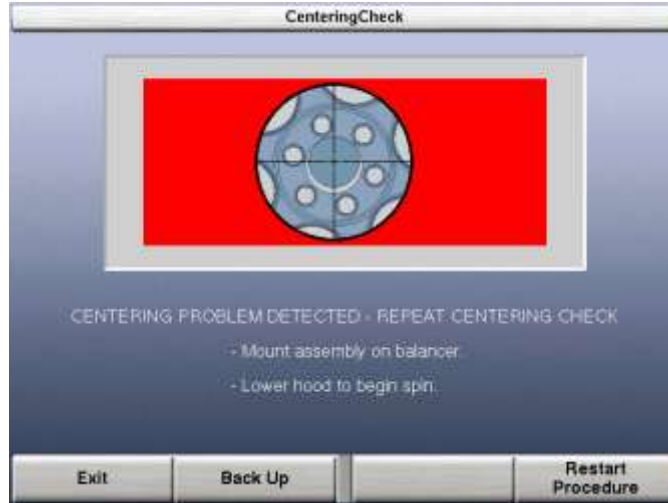 CenteringCheck
CENTERING PROBLEM DETECTED - REPEAT CENTERING CHECK
- Mount assembly on balancer.
- Lower hood to begin spin.
Exit
Back Up
Restart
Procedure